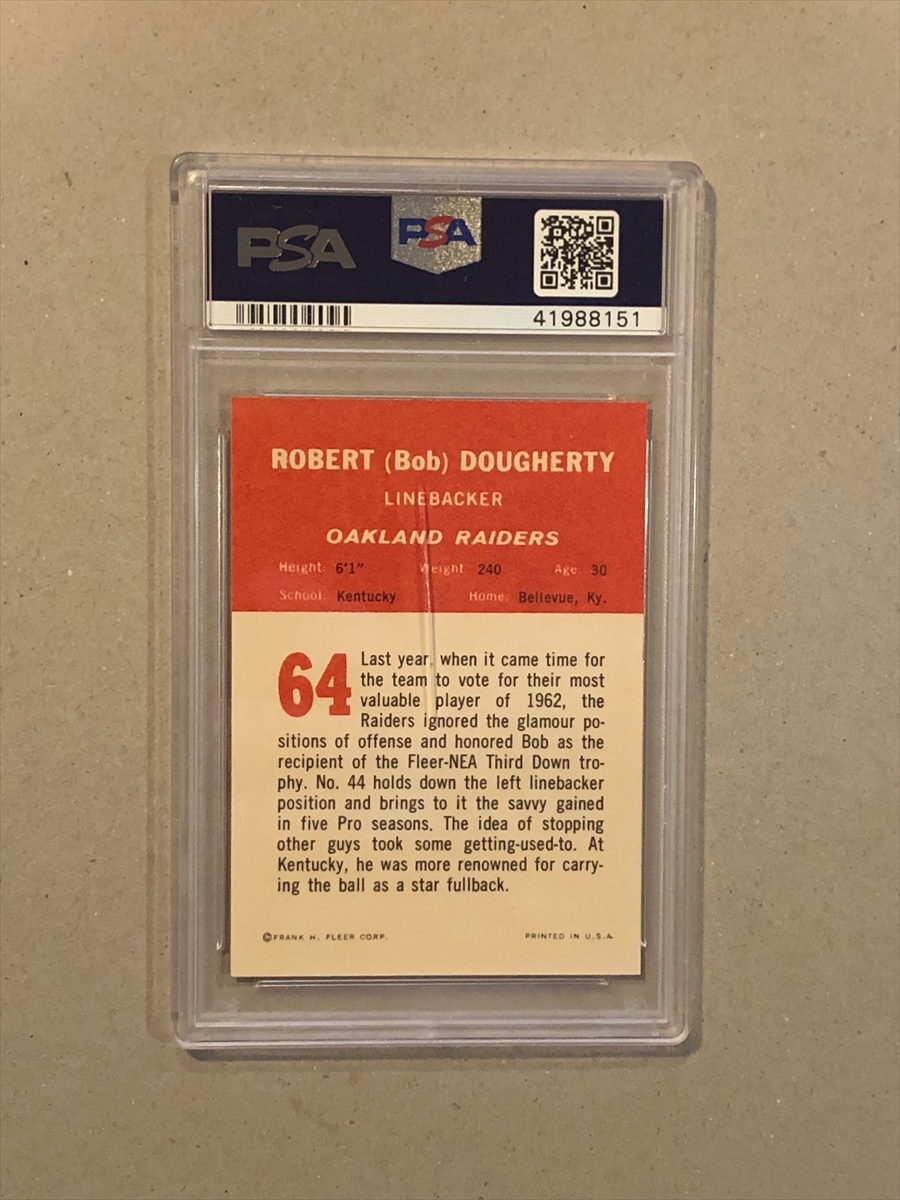 PSA
PSA
41988151
ROBERT (Bob) DOUGHERTY
LINEBACKER
OAKLAND RAIDERS
Height: 6'1" Weight: 240 Age: 30
School: Kentucky Home: Bellevue, Ky.
64
Last year, when it came time for
the team to vote for their most
valuable player of 1962, the
Raiders ignored the glamour po-
sitions of offense and honored Bob as the
recipient of the Fleer-NEA Third Down tro-
phy. No. 44 holds down the left linebacker
position and brings to it the savvy gained
in five Pro seasons. The idea of stopping
other guys took some getting-used-to. At
Kentucky, he was more renowned for carry-
ing the ball as a star fullback.
©FRANK H. FLEER CORP. PRINTED IN U.S.A.